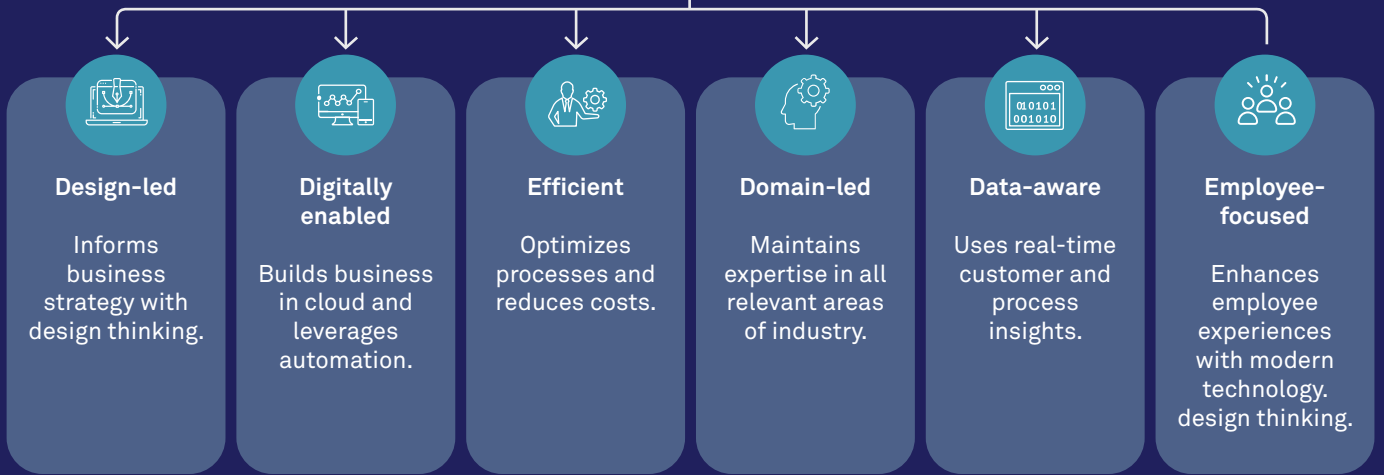 Design-led
Informs
business
strategy with
design thinking.
Digitally
enabled
Builds business
in cloud and
leverages
automation.
Efficient
Optimizes
processes and
reduces costs.
Domain-led
Maintains
expertise in all
relevant areas
of industry.
010101
001010
Data-aware
Uses real-time
customer and
process
insights.
Employee-
focused
Enhances
employee
experiences
with modern
technology.
design thinking.